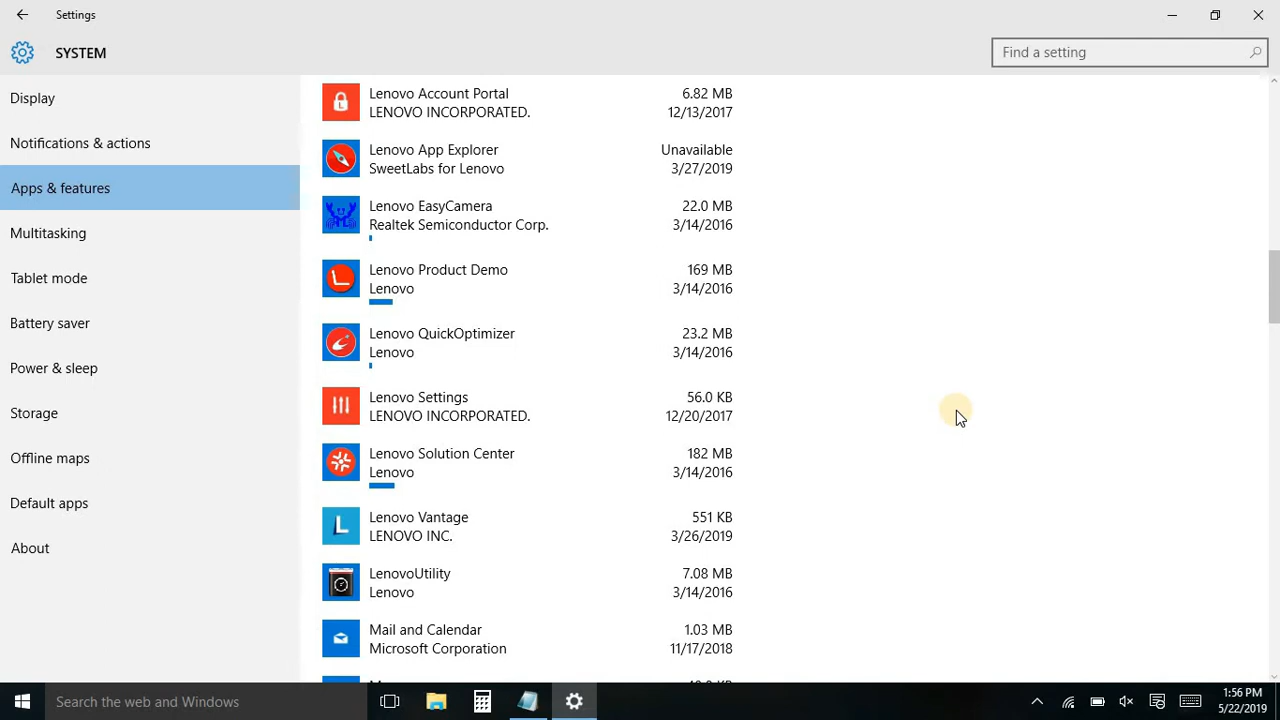 Settings
SYSTEM
Find a setting
Display
Notifications & actions
Apps & features
Multitasking
Tablet mode
Battery saver
Power & sleep
Storage
Offline maps
Default apps
About
Lenovo Account Portal 6.82 MB
LENOVO INCORPORATED. 12/13/2017
Lenovo App Explorer Unavailable
SweetLabs for Lenovo 3/27/2019
Lenovo EasyCamera 22.0 MB
Realtek Semiconductor Corp. 3/14/2016
Lenovo Product Demo 169 MB
Lenovo 3/14/2016
Lenovo QuickOptimizer 23.2 MB
Lenovo 3/14/2016
Lenovo Settings 56.0 KB
LENOVO INCORPORATED. 12/20/2017
Lenovo Solution Center 182 MB
Lenovo 3/14/2016
Lenovo Vantage 551 KB
LENOVO INC. 3/26/2019
LenovoUtility 7.08 MB
Lenovo 3/14/2016
Mail and Calendar 1.03 MB
Microsoft Corporation 11/17/2018
Search the web and Windows
1:56 PM
5/22/2019